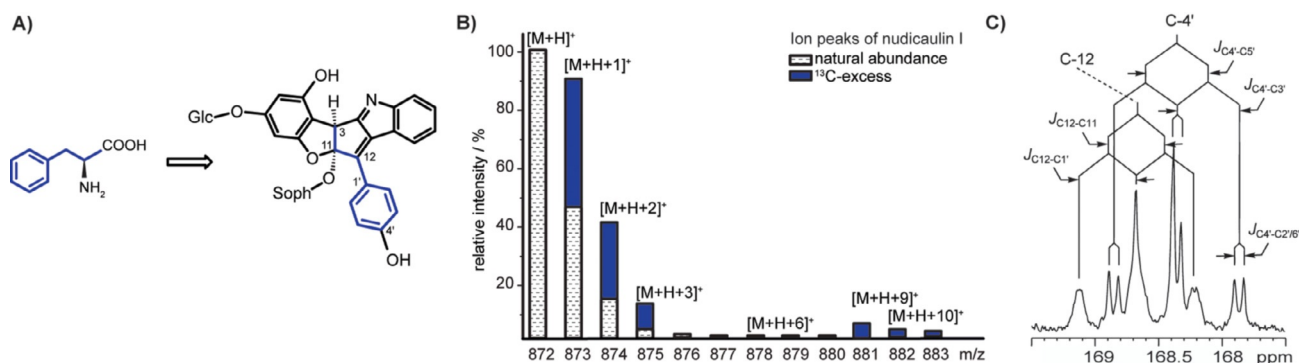 A)
COOH
NH2
OH
Glc
O
H
N
3
O
11
12
O
Soph
1'
4'
OH
B)
relative intensity / %
100
80
60
40
20
[M+H]+
[M+H+1]+
[M+H+2]+
[M+H+3]+
[M+H+6]+
[M+H+9]+
[M+H+10]+
Ion peaks of nudicaulin I
natural abundance
13C-excess
872 873 874 875 876 877 878 879 880 881 882 883 m/z
C)
C-4'
JC4'-C5'
C-12
JC4'-C3'
JC12-C11
JC12-C1'
JC4'-C2'/6'
169 168.5 168 ppm